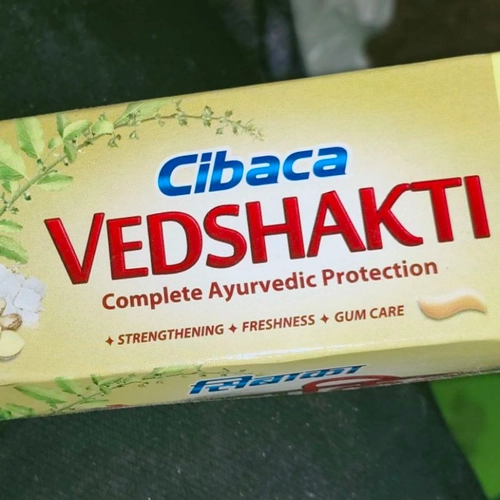 Cibaca
VEDSHAKTI
Complete Ayurvedic Protection
✦ STRENGTHENING ✦ FRESHNESS ✦ GUM CARE
सिबाका